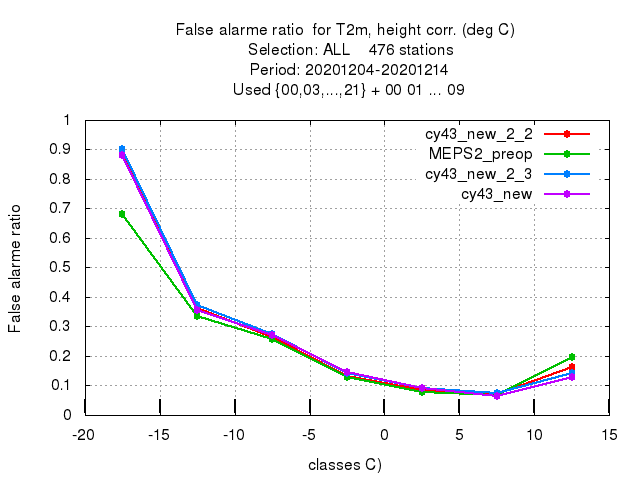 False alarme ratio  for T2m, height corr. (deg C)
Selection: ALL    476 stations
Period: 20201204-20201214
Used {00,03,...,21} + 00 01 ... 09
cy43_new_2_2
MEPS2_preop
cy43_new_2_3
cy43_new
False alarme ratio
1
0.9
0.8
0.7
0.6
0.5
0.4
0.3
0.2
0.1
0
-20 -15 -10 -5 0 5 10 15
classes C)